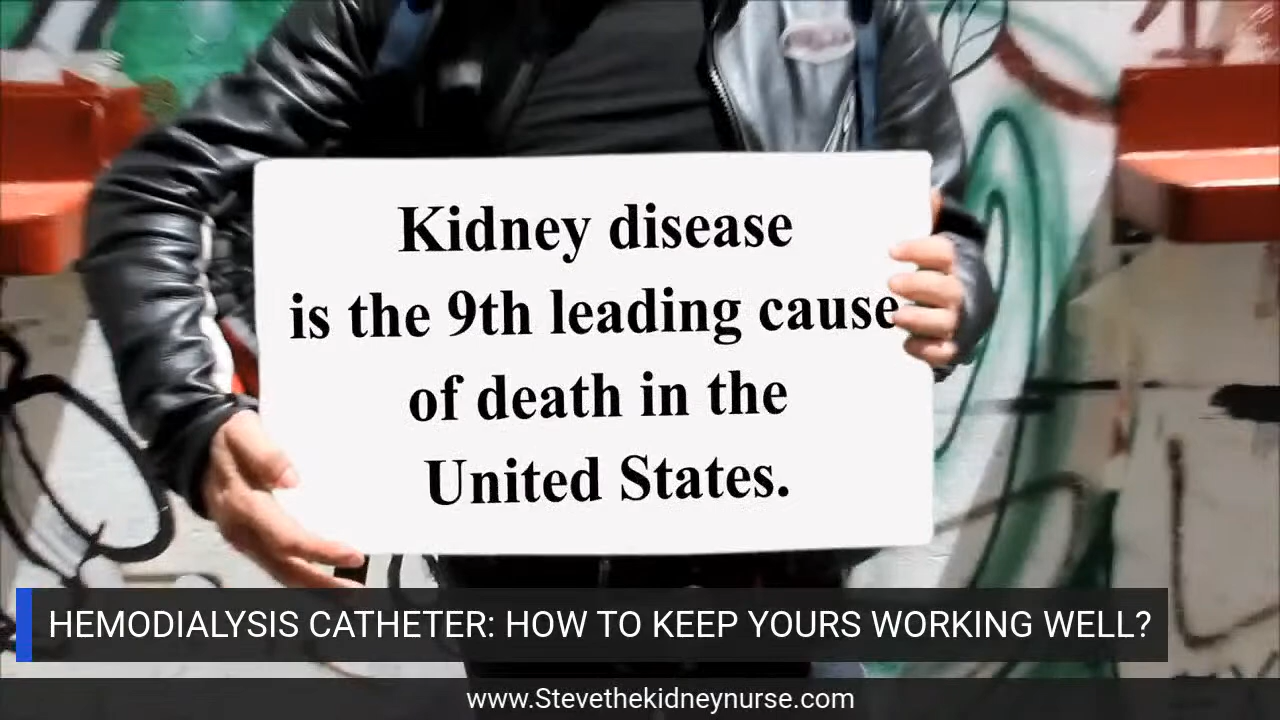 Kidney disease
is the 9th leading cause
of death in the
United States.
HEMODIALYSIS CATHETER: HOW TO KEEP YOURS WORKING WELL?
www.Stevethekidneynurse.com